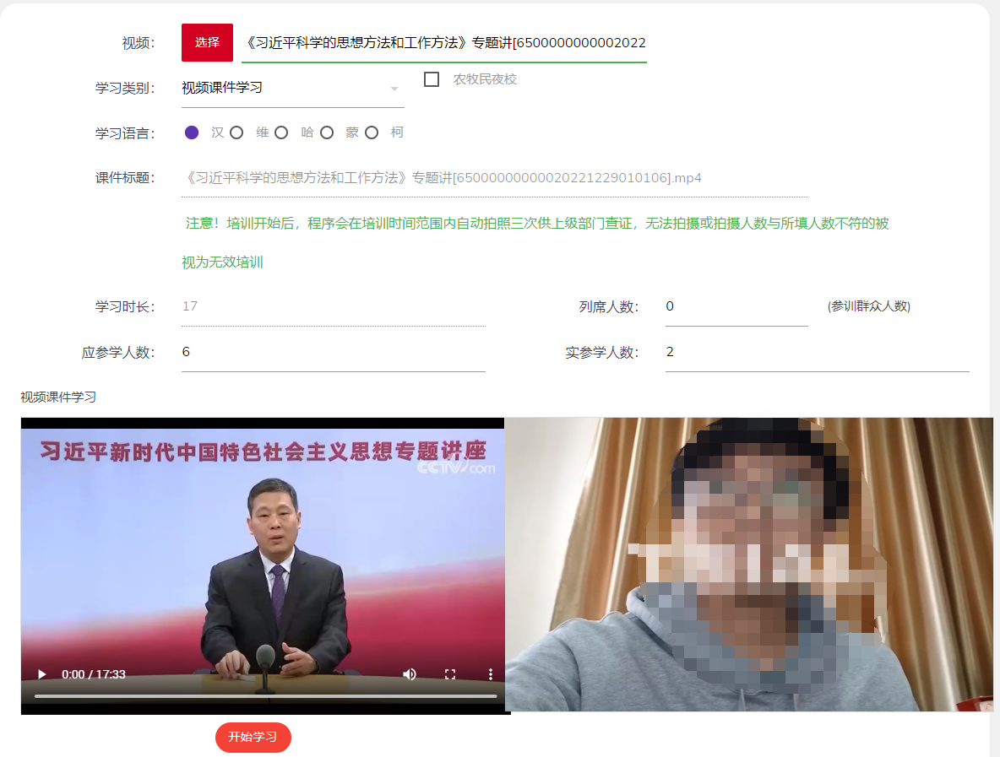 视频： 选择 《习近平科学的思想方法和工作方法》专题讲[6500000000002022
学习类别： 视频课件学习 农牧民夜校
学习语言： 汉 维 哈 蒙 柯
课件标题： 《习近平科学的思想方法和工作方法》专题讲[65000000000020221229010106].mp4
注意！培训开始后，程序会在培训时间范围内自动拍照三次供上级部门查证，无法拍摄或拍摄人数与所填人数不符的被
视为无效培训
学习时长： 17 列席人数： 0 (参训群众人数)
应参学人数： 6 实参学人数： 2
视频课件学习
习近平新时代中国特色社会主义思想专题讲座
CCTV.com
0:00 / 17:33
开始学习